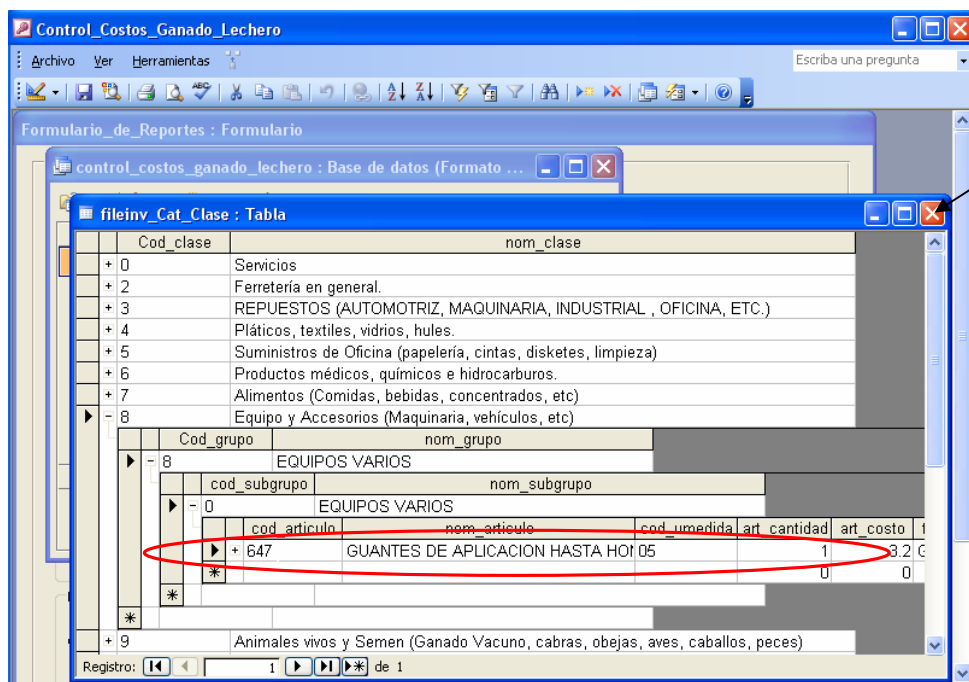 Control_Costos_Ganado_Lechero
Archivo Ver Herramientas Escriba una pregunta
Formulario_de_Reportes : Formulario
control_costos_ganado_lechero : Base de datos (Formato ...
fileinv_Cat_Clase : Tabla
Cod_clase nom_clase
+ 0 Servicios
+ 2 Ferretería en general.
+ 3 REPUESTOS (AUTOMOTRIZ, MAQUINARIA, INDUSTRIAL , OFICINA, ETC.)
+ 4 Pláticos, textiles, vidrios, hules.
+ 5 Suministros de Oficina (papelería, cintas, disketes, limpieza)
+ 6 Productos médicos, químicos e hidrocarburos.
+ 7 Alimentos (Comidas, bebidas, concentrados, etc)
- 8 Equipo y Accesorios (Maquinaria, vehículos, etc)
Cod_grupo nom_grupo
- 8 EQUIPOS VARIOS
cod_subgrupo nom_subgrupo
- 0 EQUIPOS VARIOS
cod_articulo nom_articulo cod_umedida art_cantidad art_costo
+ 647 GUANTES DE APLICACION HASTA HO 05 1 3.2
0 0
+ 9 Animales vivos y Semen (Ganado Vacuno, cabras, obejas, aves, caballos, peces)
Registro: 1 de 1